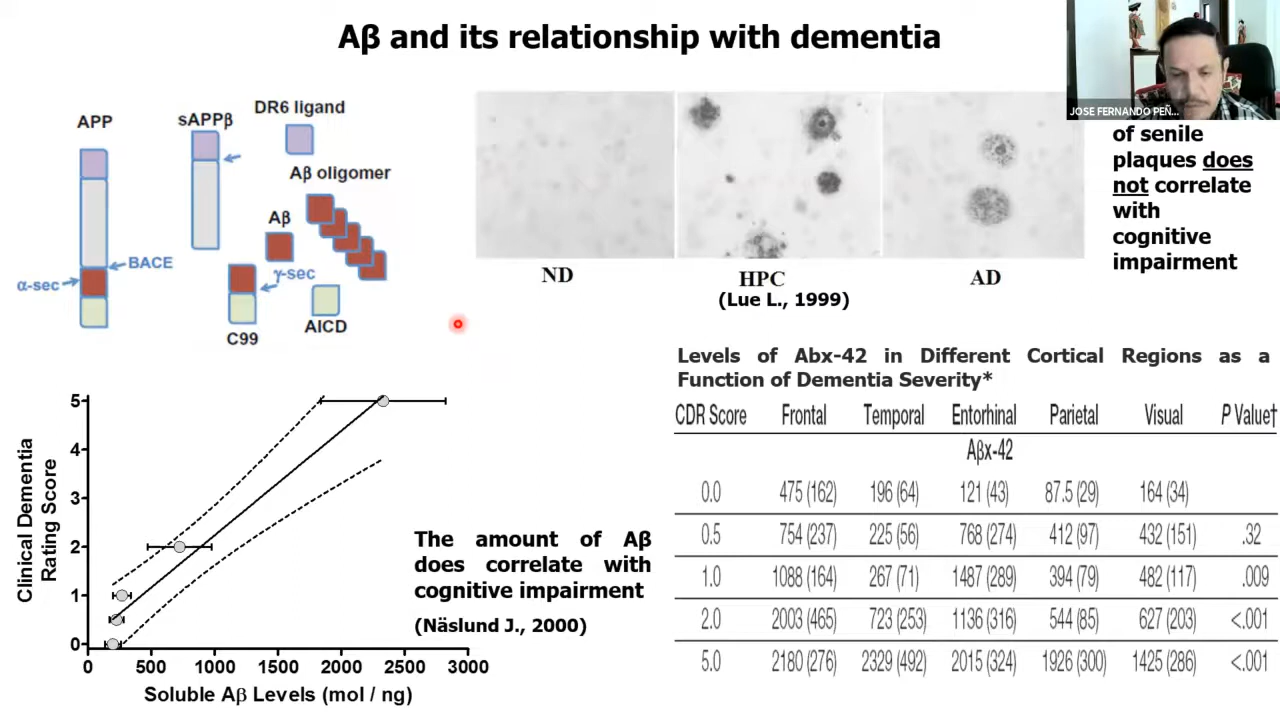 Aβ and its relationship with dementia
JOSE FERNANDO PEÑ...
APP
sAPPβ
DR6 ligand
Aβ oligomer
Aβ
BACE
α-sec
γ-sec
C99
AICD
ND
HPC
AD
(Lue L., 1999)
of senile
plaques does
not correlate
with
cognitive
impairment
Clinical Dementia
Rating Score
5
4
3
2
1
0
0 500 1000 1500 2000 2500 3000
Soluble Aβ Levels (mol / ng)
The amount of Aβ
does correlate with
cognitive impairment
(Näslund J., 2000)
Levels of Abx-42 in Different Cortical Regions as a
Function of Dementia Severity*
CDR Score Frontal Temporal Entorhinal Parietal Visual P Value†
Aβx-42
0.0 475 (162) 196 (64) 121 (43) 87.5 (29) 164 (34)
0.5 754 (237) 225 (56) 768 (274) 412 (97) 432 (151) .32
1.0 1088 (164) 267 (71) 1487 (289) 394 (79) 482 (117) .009
2.0 2003 (465) 723 (253) 1136 (316) 544 (85) 627 (203) <.001
5.0 2180 (276) 2329 (492) 2015 (324) 1926 (300) 1425 (286) <.001